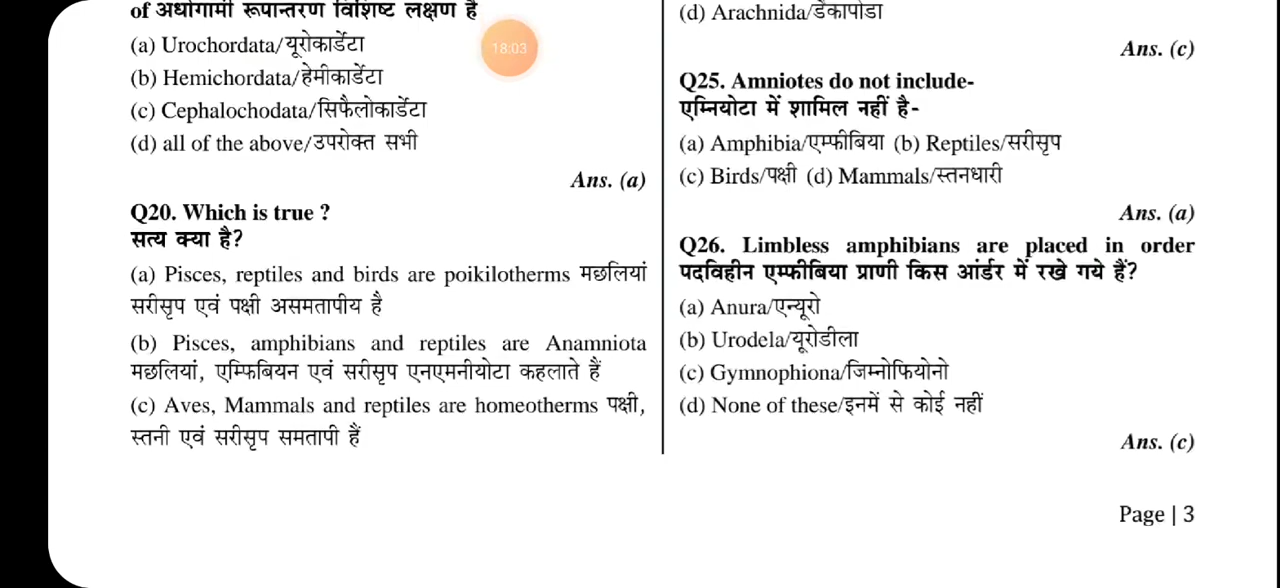 of अधोगामी रूपान्तरण विशिष्ट लक्षण है
(a) Urochordata/यूरोकार्डेटा
(b) Hemichordata/हेमीकार्डेटा
(c) Cephalochodata/सिफैलोकार्डेटा
(d) all of the above/उपरोक्त सभी
Ans. (a)
Q20. Which is true ?
सत्य क्या है?
(a) Pisces, reptiles and birds are poikilotherms मछलियां
सरीसृप एवं पक्षी असमतापीय है
(b) Pisces, amphibians and reptiles are Anamniota
मछलियां, एम्फिबियन एवं सरीसृप एनएमनीयोटा कहलाते हैं
(c) Aves, Mammals and reptiles are homeotherms पक्षी,
स्तनी एवं सरीसृप समतापी हैं
18:03
(d) Arachnida/डेकापोडा
Ans. (c)
Q25. Amniotes do not include-
एम्नियोटा में शामिल नहीं है-
(a) Amphibia/एम्फीबिया (b) Reptiles/सरीसृप
(c) Birds/पक्षी (d) Mammals/स्तनधारी
Ans. (a)
Q26. Limbless amphibians are placed in order
पदविहीन एम्फीबिया प्राणी किस आंर्डर में रखे गये हैं?
(a) Anura/एन्यूरो
(b) Urodela/यूरोडीला
(c) Gymnophiona/जिम्नोफियोनो
(d) None of these/इनमें से कोई नहीं
Ans. (c)
Page | 3